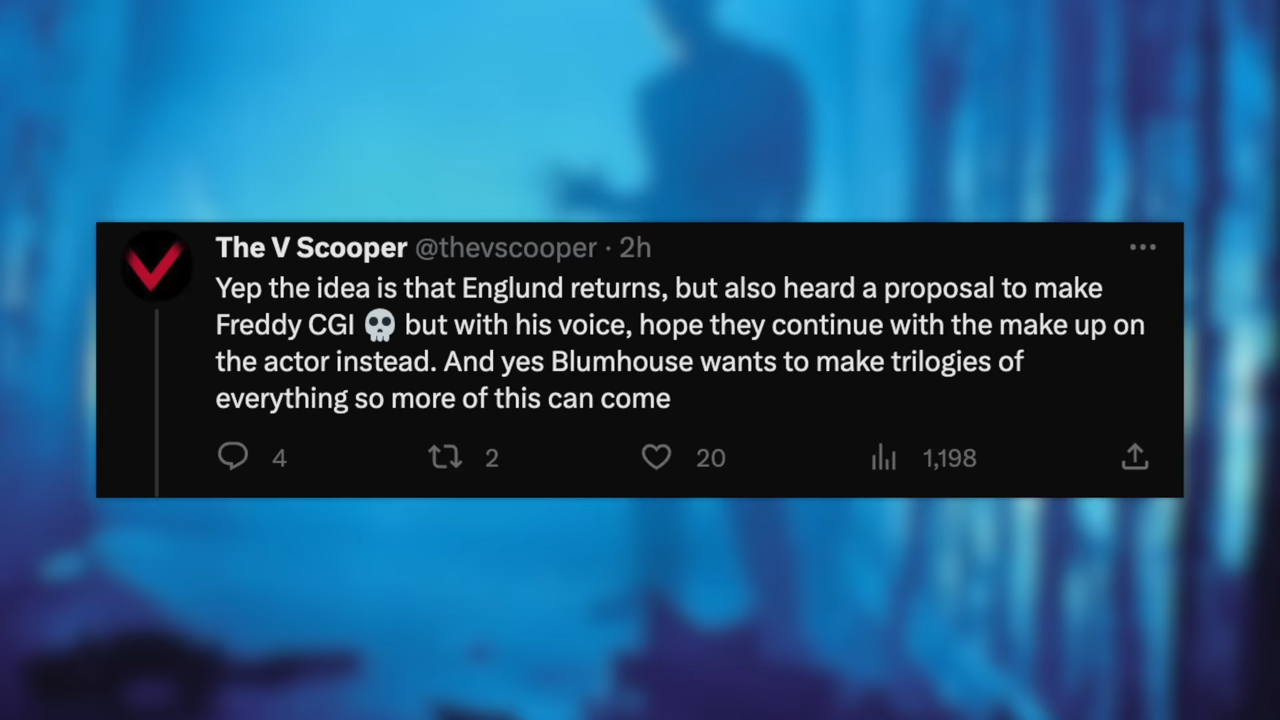 The V Scooper @thevscooper · 2h
Yep the idea is that Englund returns, but also heard a proposal to make
Freddy CGI 💀 but with his voice, hope they continue with the make up on
the actor instead. And yes Blumhouse wants to make trilogies of
everything so more of this can come
4 2 20 1,198